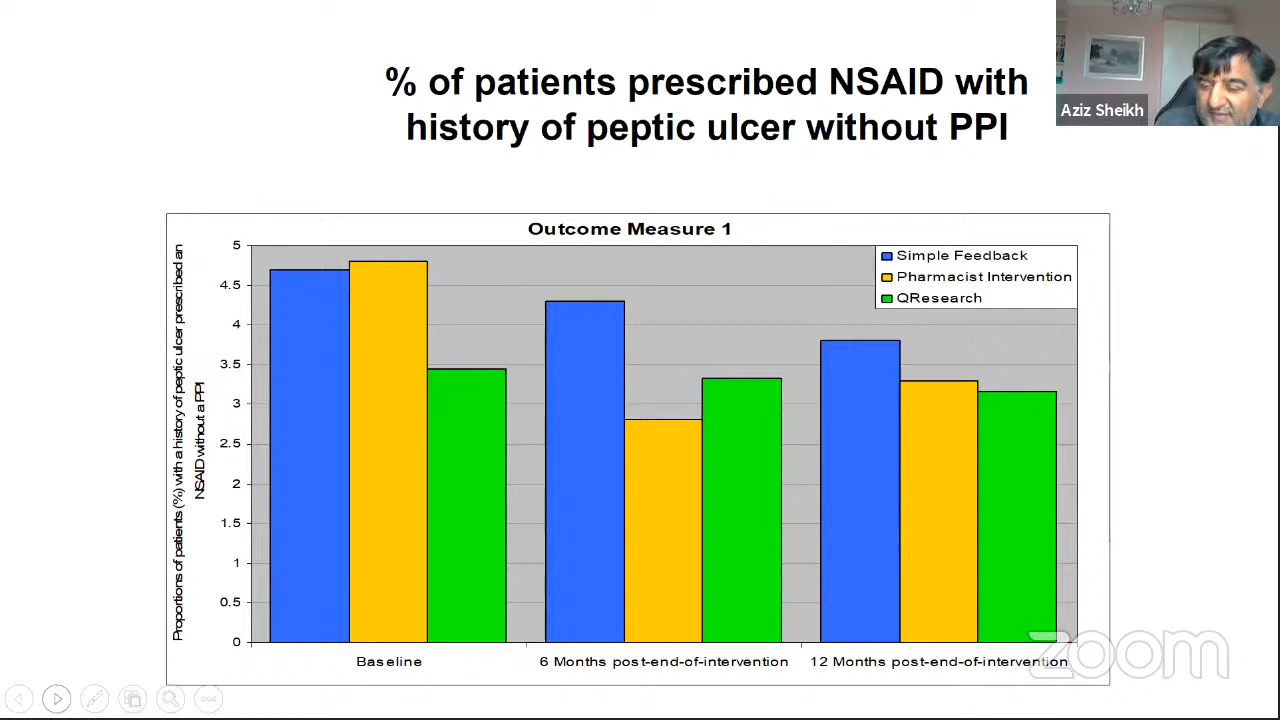 % of patients prescribed NSAID with
history of peptic ulcer without PPI
Aziz Sheikh
Outcome Measure 1
Proportions of patients (%) with a history of peptic ulcer prescribed an
NSAID without a PPI
5
4.5
4
3.5
3
2.5
2
1.5
1
0.5
0
Simple Feedback
Pharmacist Intervention
QResearch
Baseline
6 Months post-end-of-intervention
12 Months post-end-of-intervention
zoom